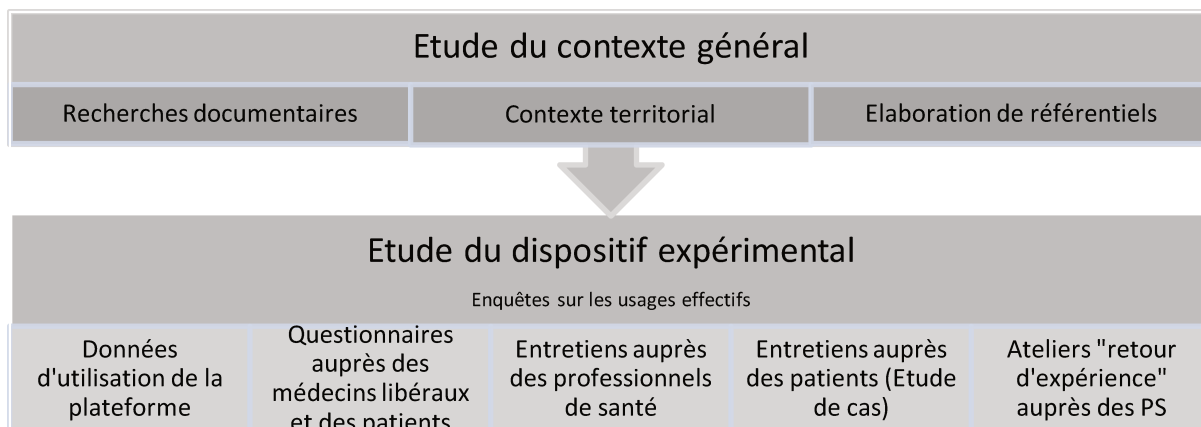 Etude du contexte général
Recherches documentaires
Contexte territorial
Elaboration de référentiels
Etude du dispositif expérimental
Enquêtes sur les usages effectifs
Données
d'utilisation de la
plateforme
Questionnaires
auprès des
médecins libéraux
et des patients
Entretiens auprès
des professionnels
de santé
Entretiens auprès
des patients (Etude
de cas)
Ateliers "retour
d'expérience"
auprès des PS